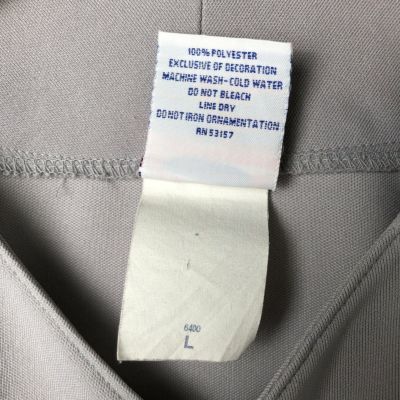 100% POLYESTER
EXCLUSIVE OF DECORATION
MACHINE WASH-COLD WATER
DO NOT BLEACH
LINE DRY
DO NOT IRON ORNAMENTATION
RN 53157
6400
L